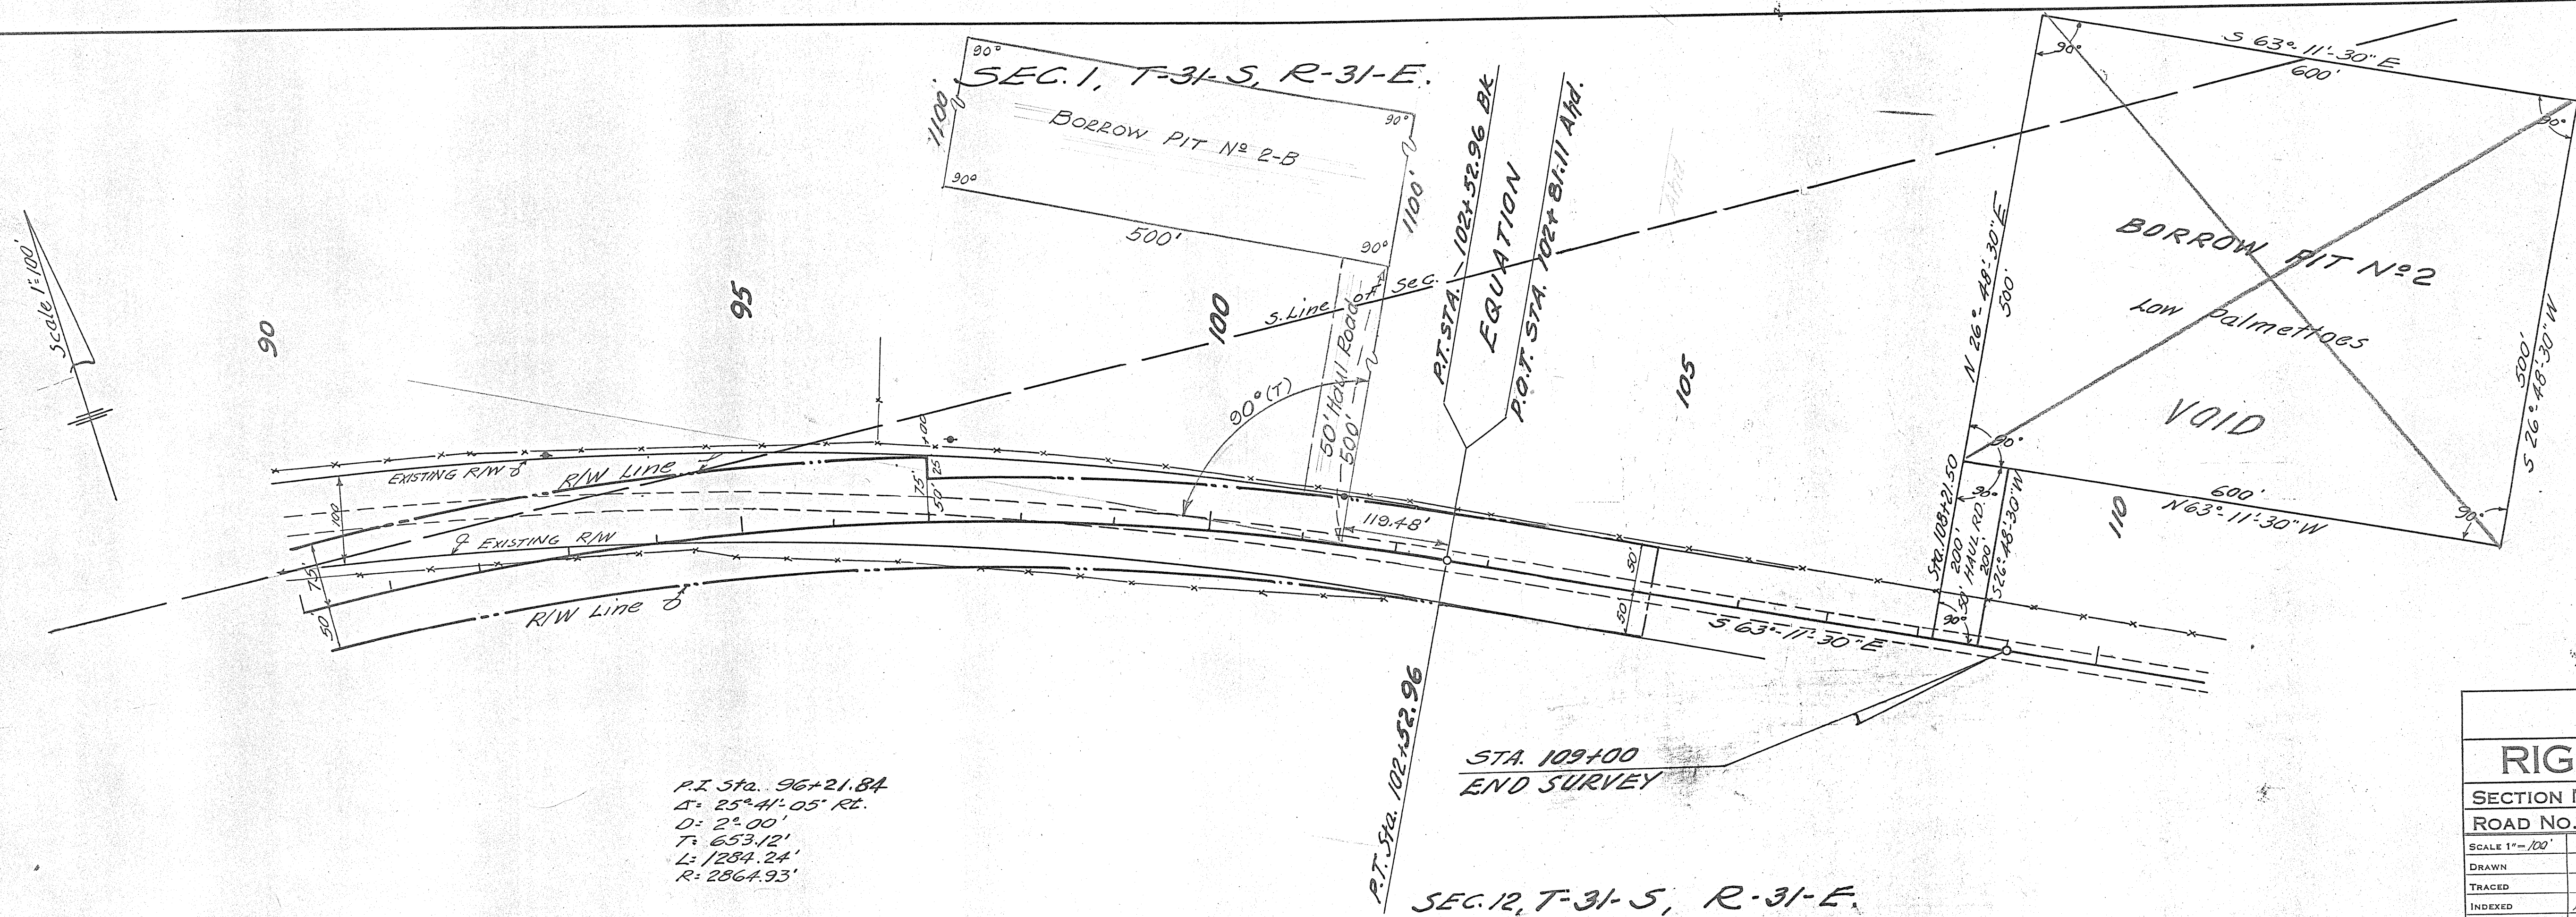 SEC. 1, T-31-S, R-31-E.
90°
90°
90°
90°
1100'
1100'
BORROW PIT Nº 2-B
500'
Scale 1"=100'
90
95
100
105
110
S. Line of Sec.
50' Haul Road
500'
90°(T)
P.T. STA. - 102+52.96 BK
EQUATION
P.O.T. STA. 102+81.11 Ahd.
S 63°-11'-30" E
600'
90°
90°
90°
90°
N 26°-48'-30" E
500'
BORROW PIT Nº 2
LOW Palmettoes
VOID
500'
S 26°-48'-30" W
600'
N 63°-11'-30" W
90°
Sta. 108+21.50
200'
50' HAUL RD.
200'
S 26°-48'-30" W
90°
EXISTING R/W
R/W Line
+00
25
75'
50'
100
EXISTING R/W
75'
50'
R/W Line
119.48'
50'
50'
S 63°-11'-30" E
P.T. Sta. 102+52.96
STA. 109+00
END SURVEY
P.I. Sta. 96+21.84
Δ= 25°-41'-05" Rt.
D= 2°-00'
T= 653.12'
L= 1284.24'
R= 2864.93'
SEC. 12, T-31-S, R-31-E.
RIG
SECTION
ROAD NO.
SCALE 1"=100'
DRAWN
TRACED
INDEXED